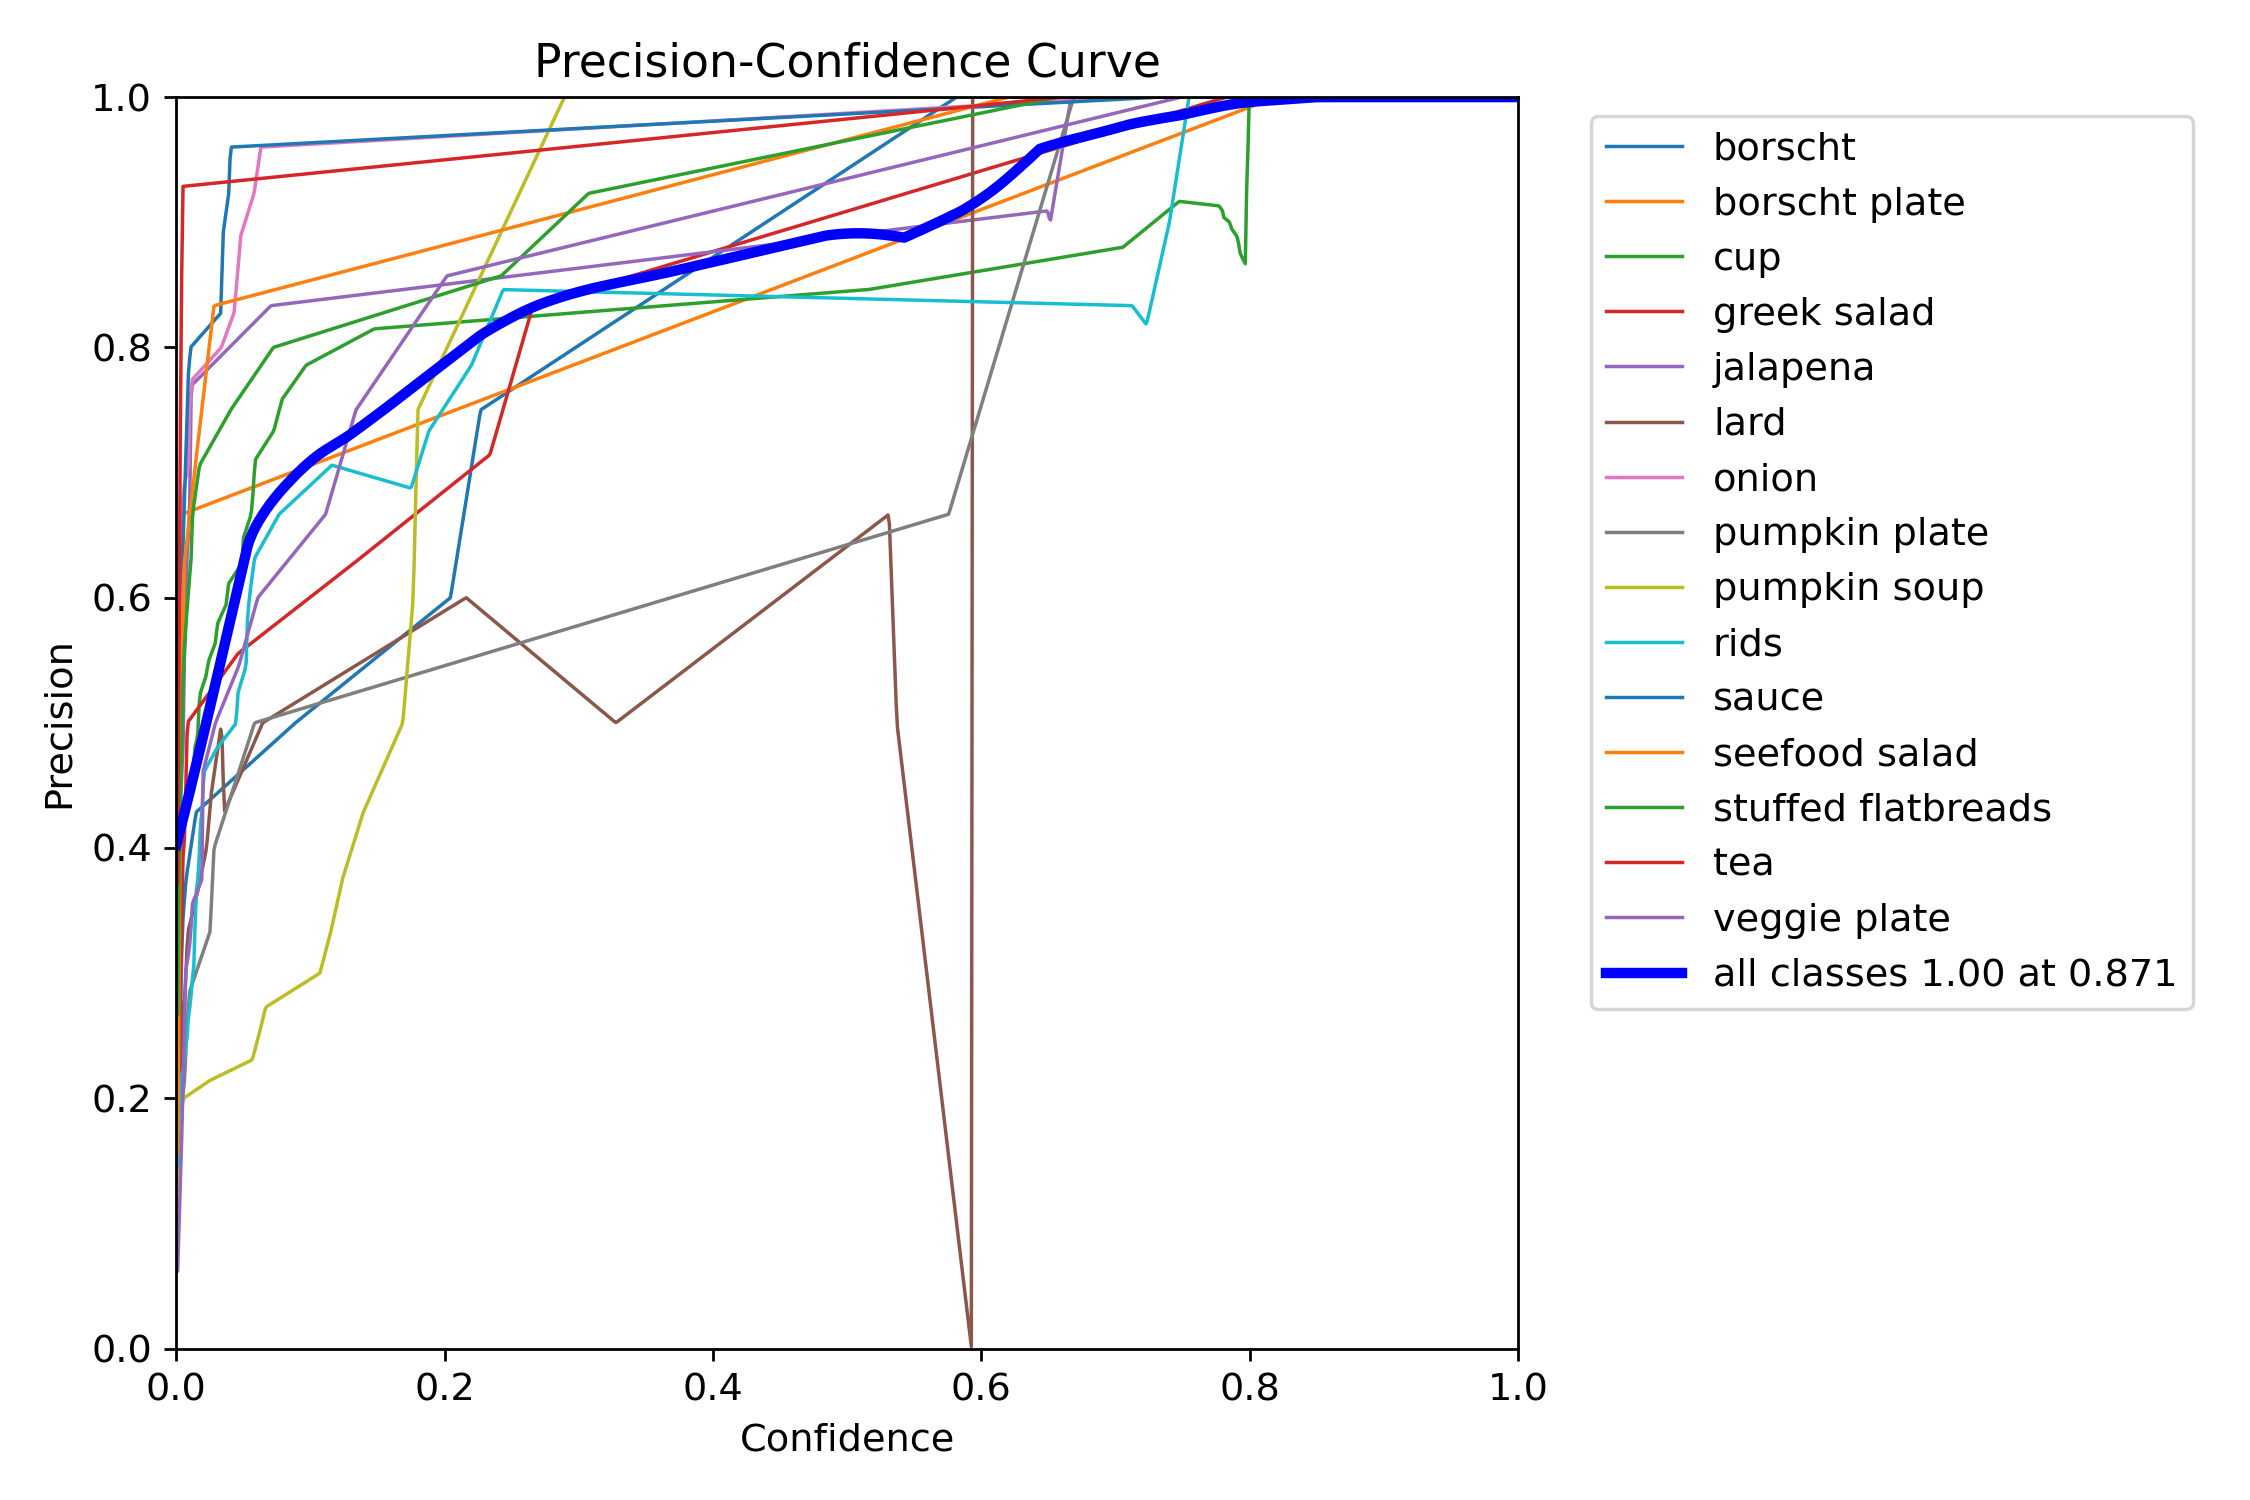 Precision-Confidence Curve
1.0
0.8
0.6
0.4
0.2
0.0
Precision
0.0 0.2 0.4 0.6 0.8 1.0
Confidence
borscht
borscht plate
cup
greek salad
jalapena
lard
onion
pumpkin plate
pumpkin soup
rids
sauce
seefood salad
stuffed flatbreads
tea
veggie plate
all classes 1.00 at 0.871